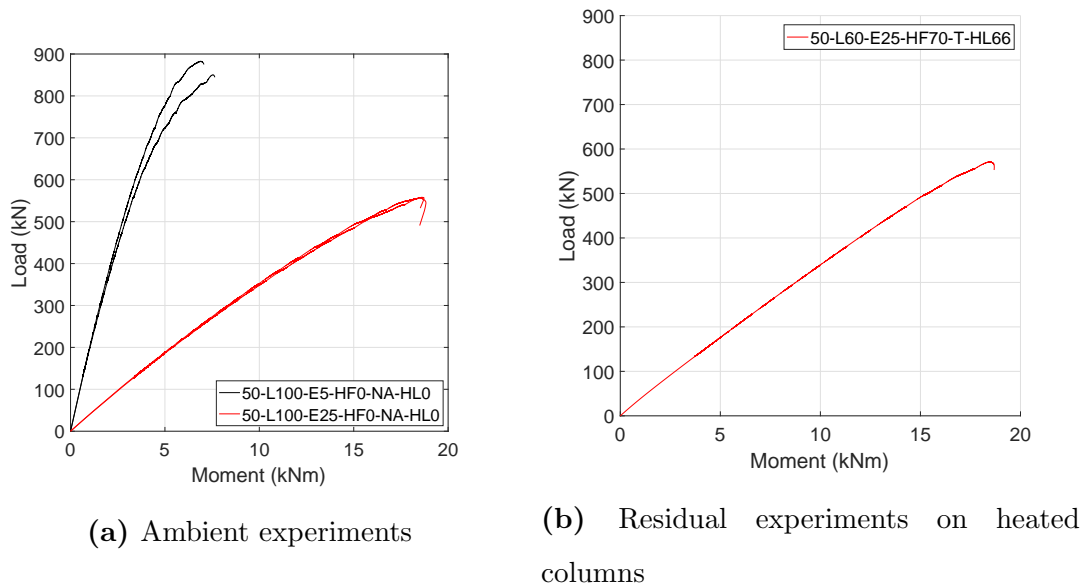 900
800
700
600
500
400
300
200
100
0
Load (kN)
0 5 10 15 20
Moment (kNm)
50-L100-E5-HF0-NA-HL0
50-L100-E25-HF0-NA-HL0
(a) Ambient experiments
900
800
700
600
500
400
300
200
100
0
Load (kN)
0 5 10 15 20
Moment (kNm)
50-L60-E25-HF70-T-HL66
(b) Residual experiments on heated
columns